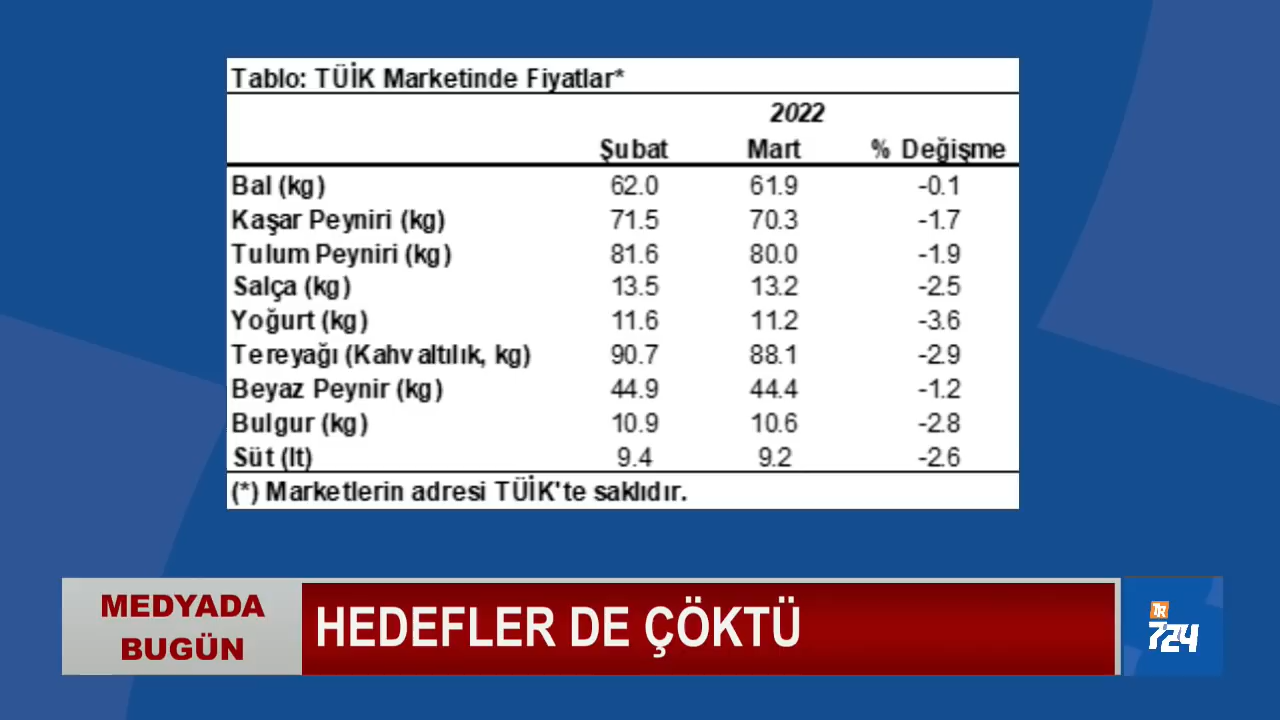 Tablo: TÜİK Marketinde Fiyatlar*
2022
Şubat Mart % Değişme
Bal (kg) 62.0 61.9 -0.1
Kaşar Peyniri (kg) 71.5 70.3 -1.7
Tulum Peyniri (kg) 81.6 80.0 -1.9
Salça (kg) 13.5 13.2 -2.5
Yoğurt (kg) 11.6 11.2 -3.6
Tereyağı (Kahvaltılık, kg) 90.7 88.1 -2.9
Beyaz Peynir (kg) 44.9 44.4 -1.2
Bulgur (kg) 10.9 10.6 -2.8
Süt (lt) 9.4 9.2 -2.6
(*) Marketlerin adresi TÜİK'te saklıdır.
MEDYADA
BUGÜN
HEDEFLER DE ÇÖKTÜ
TR
724